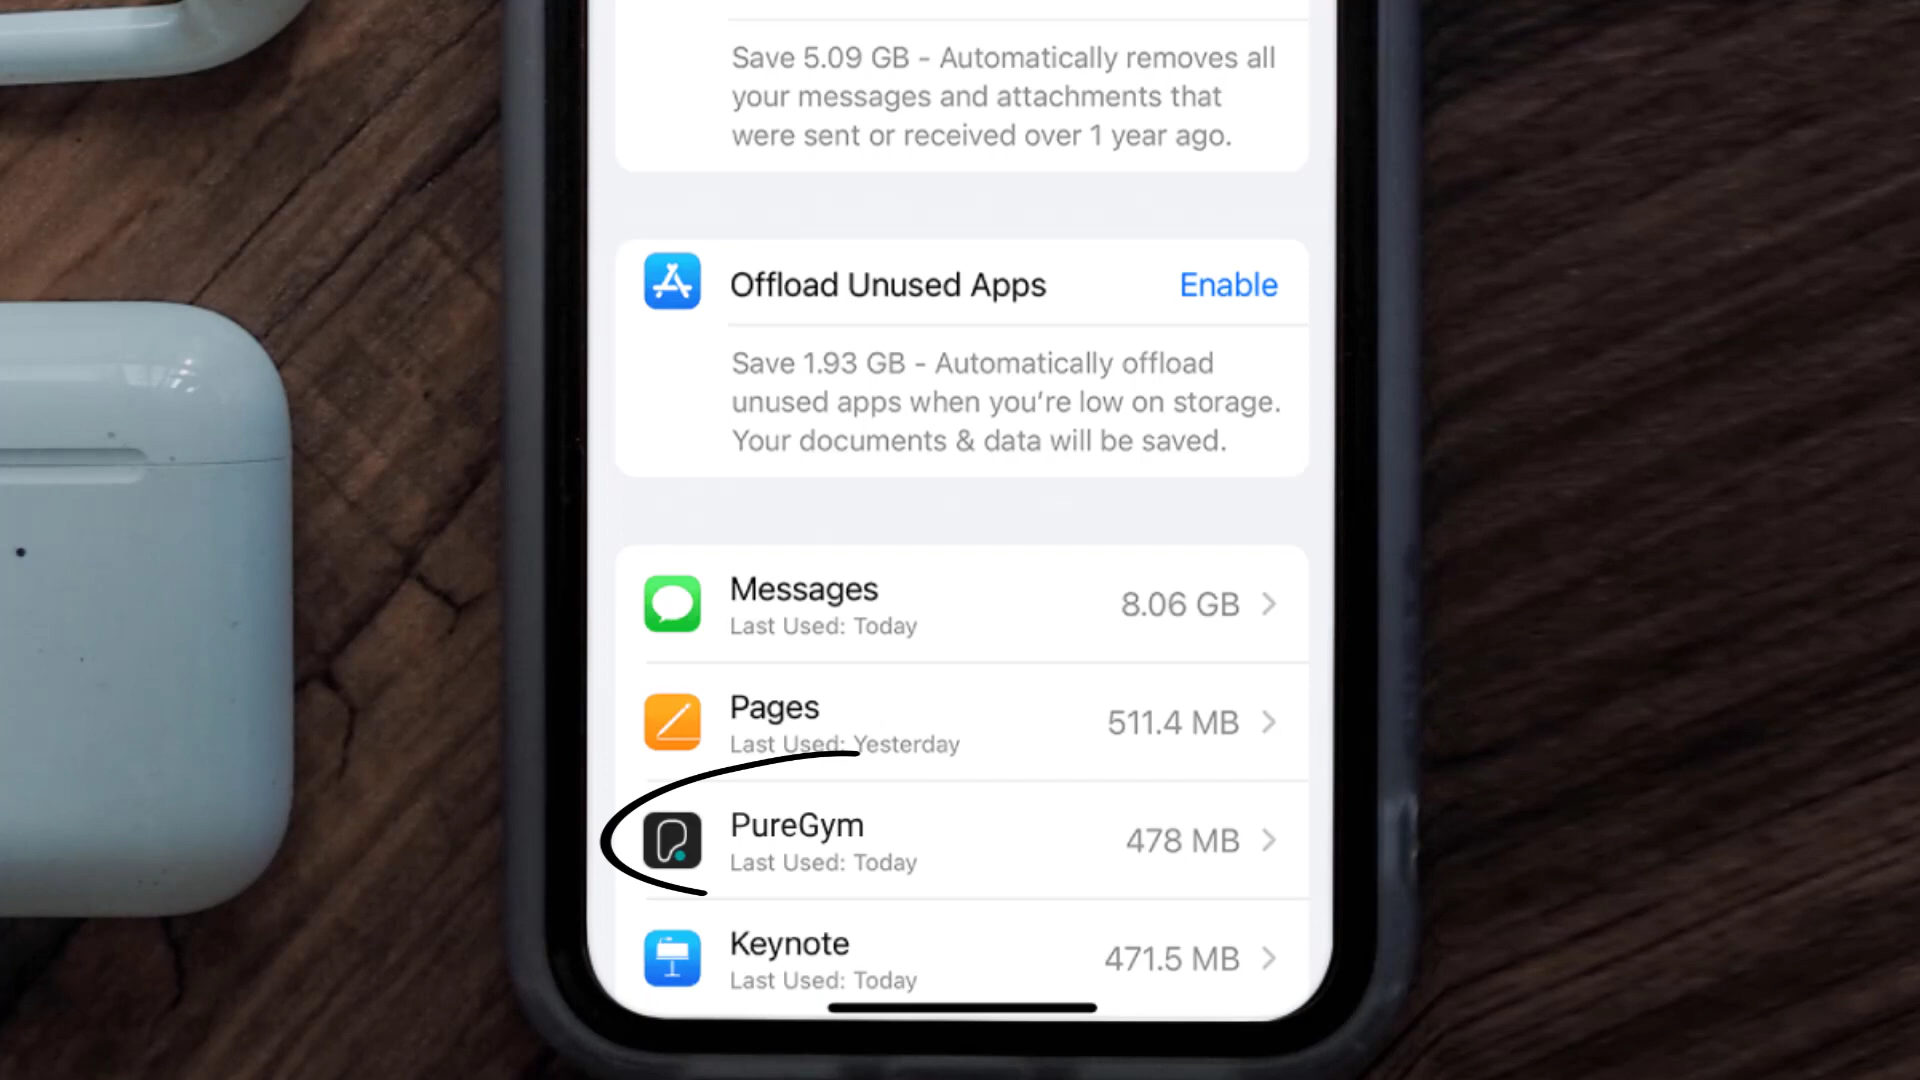 Save 5.09 GB - Automatically removes all
your messages and attachments that
were sent or received over 1 year ago.
Offload Unused Apps Enable
Save 1.93 GB - Automatically offload
unused apps when you're low on storage.
Your documents & data will be saved.
Messages 8.06 GB
Last Used: Today
Pages 511.4 MB
Last Used: Yesterday
PureGym 478 MB
Last Used: Today
Keynote 471.5 MB
Last Used: Today